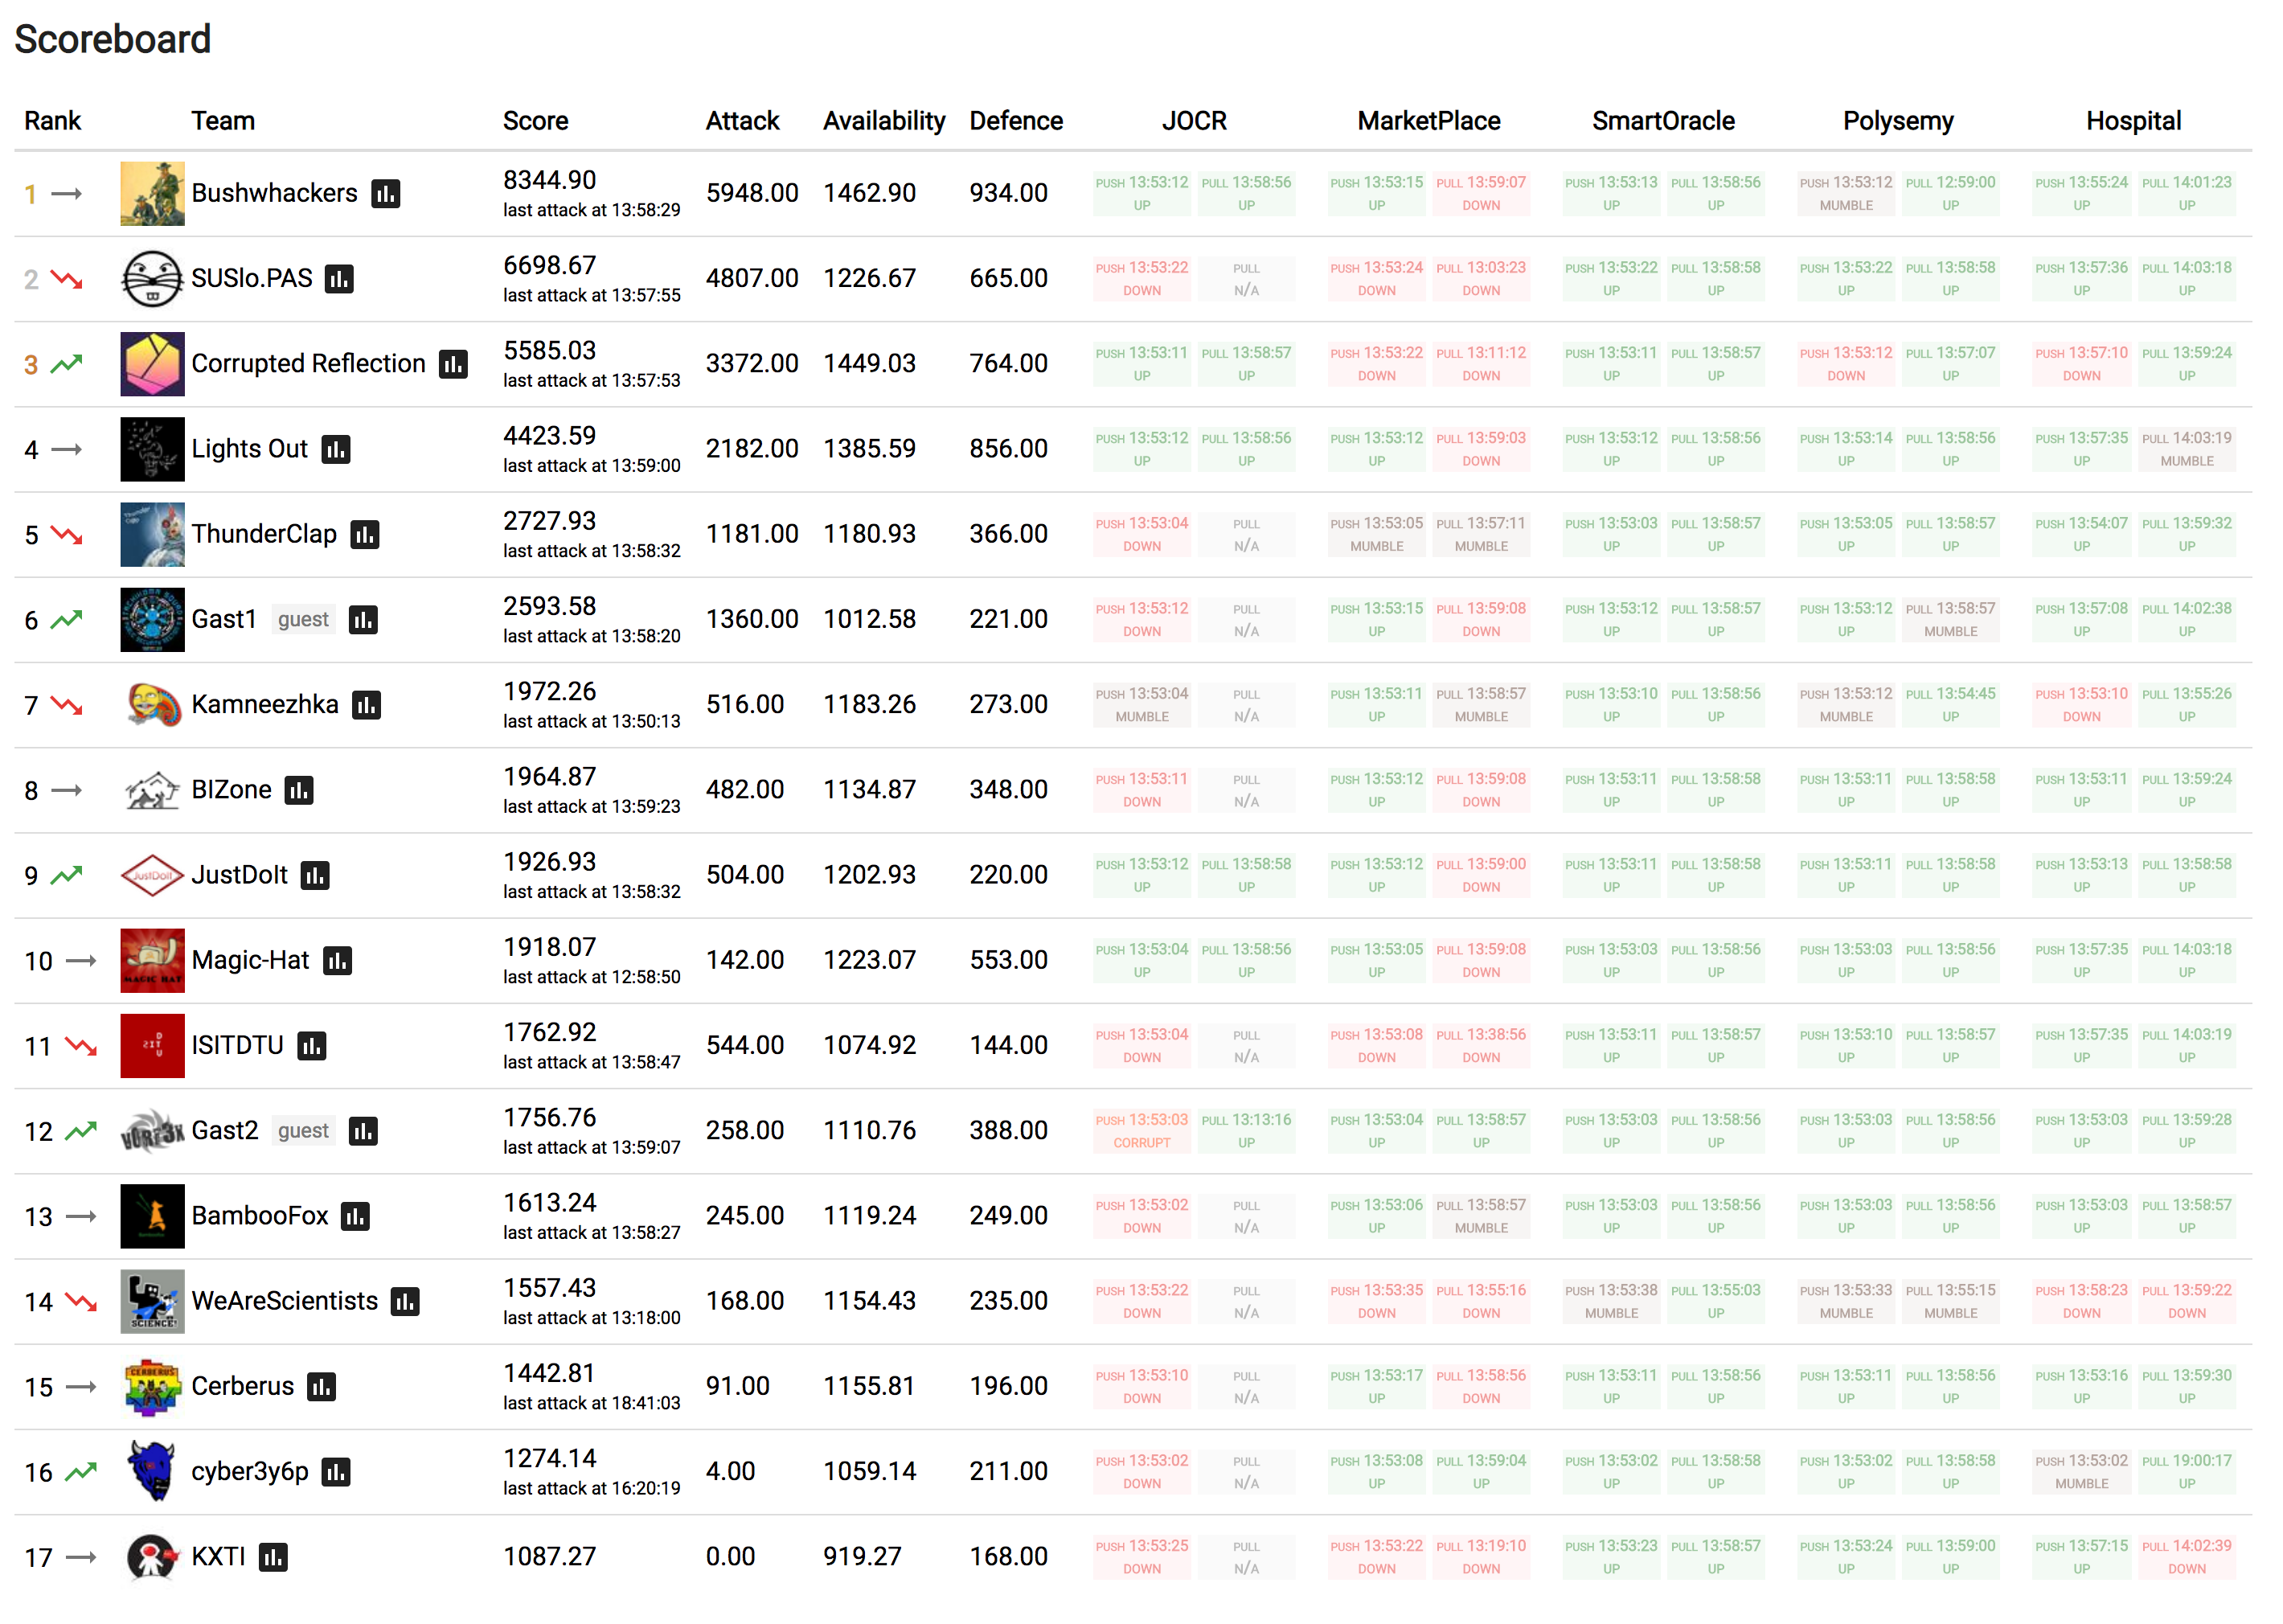 Scoreboard
Rank Team Score Attack Availability Defence JOCR MarketPlace SmartOracle Polysemy Hospital
1 Bushwhackers 8344.90 5948.00 1462.90 934.00 PUSH 13:53:12 PULL 13:58:56 PUSH 13:53:15 PULL 13:59:07 PUSH 13:53:13 PULL 13:58:56 PUSH 13:53:12 PULL 12:59:00 PUSH 13:55:24 PULL 14:01:23
last attack at 13:58:29 UP UP UP DOWN UP UP MUMBLE UP UP UP
2 SUSlo.PAS 6698.67 4807.00 1226.67 665.00 PUSH 13:53:22 PULL PUSH 13:53:24 PULL 13:03:23 PUSH 13:53:22 PULL 13:58:58 PUSH 13:53:22 PULL 13:58:58 PUSH 13:57:36 PULL 14:03:18
last attack at 13:57:55 DOWN N/A DOWN DOWN UP UP UP UP UP UP
3 Corrupted Reflection 5585.03 3372.00 1449.03 764.00 PUSH 13:53:11 PULL 13:58:57 PUSH 13:53:22 PULL 13:11:12 PUSH 13:53:11 PULL 13:58:57 PUSH 13:53:12 PULL 13:57:07 PUSH 13:57:10 PULL 13:59:24
last attack at 13:57:53 UP UP DOWN DOWN UP UP DOWN UP DOWN UP
4 Lights Out 4423.59 2182.00 1385.59 856.00 PUSH 13:53:12 PULL 13:58:56 PUSH 13:53:12 PULL 13:59:03 PUSH 13:53:12 PULL 13:58:56 PUSH 13:53:14 PULL 13:58:56 PUSH 13:57:35 PULL 14:03:19
last attack at 13:59:00 UP UP UP DOWN UP UP UP UP UP MUMBLE
5 ThunderClap 2727.93 1181.00 1180.93 366.00 PUSH 13:53:04 PULL PUSH 13:53:05 PULL 13:57:11 PUSH 13:53:03 PULL 13:58:57 PUSH 13:53:05 PULL 13:58:57 PUSH 13:54:07 PULL 13:59:32
last attack at 13:58:32 DOWN N/A MUMBLE MUMBLE UP UP UP UP UP UP
6 Gast1 guest 2593.58 1360.00 1012.58 221.00 PUSH 13:53:12 PULL PUSH 13:53:15 PULL 13:59:08 PUSH 13:53:12 PULL 13:58:57 PUSH 13:53:12 PULL 13:58:57 PUSH 13:57:08 PULL 14:02:38
last attack at 13:58:20 DOWN N/A UP DOWN UP UP UP MUMBLE UP UP
7 Kamneezhka 1972.26 516.00 1183.26 273.00 PUSH 13:53:04 PULL PUSH 13:53:11 PULL 13:58:57 PUSH 13:53:10 PULL 13:58:56 PUSH 13:53:12 PULL 13:54:45 PUSH 13:53:10 PULL 13:55:26
last attack at 13:50:13 MUMBLE N/A UP MUMBLE UP UP MUMBLE UP DOWN UP
8 BIZone 1964.87 482.00 1134.87 348.00 PUSH 13:53:11 PULL PUSH 13:53:12 PULL 13:59:08 PUSH 13:53:11 PULL 13:58:58 PUSH 13:53:11 PULL 13:58:58 PUSH 13:53:11 PULL 13:59:24
last attack at 13:59:23 DOWN N/A UP DOWN UP UP UP UP UP UP
9 JustDoIt JustDoIt 1926.93 504.00 1202.93 220.00 PUSH 13:53:12 PULL 13:58:58 PUSH 13:53:12 PULL 13:59:00 PUSH 13:53:11 PULL 13:58:58 PUSH 13:53:11 PULL 13:58:58 PUSH 13:53:13 PULL 13:58:58
last attack at 13:58:32 UP UP UP DOWN UP UP UP UP UP UP
10 MAGIC HAT Magic-Hat 1918.07 142.00 1223.07 553.00 PUSH 13:53:04 PULL 13:58:56 PUSH 13:53:05 PULL 13:59:08 PUSH 13:53:03 PULL 13:58:56 PUSH 13:53:03 PULL 13:58:56 PUSH 13:57:35 PULL 14:03:18
last attack at 12:58:50 UP UP UP DOWN UP UP UP UP UP UP
11 ISITDTU 1762.92 544.00 1074.92 144.00 PUSH 13:53:04 PULL PUSH 13:53:08 PULL 13:38:56 PUSH 13:53:11 PULL 13:58:57 PUSH 13:53:10 PULL 13:58:57 PUSH 13:57:35 PULL 14:03:19
last attack at 13:58:47 DOWN N/A DOWN DOWN UP UP UP UP UP UP
12 Gast2 guest 1756.76 258.00 1110.76 388.00 PUSH 13:53:03 PULL 13:13:16 PUSH 13:53:04 PULL 13:58:57 PUSH 13:53:03 PULL 13:58:56 PUSH 13:53:03 PULL 13:58:56 PUSH 13:53:03 PULL 13:59:28
last attack at 13:59:07 CORRUPT UP UP UP UP UP UP UP UP UP
13 BambooFox 1613.24 245.00 1119.24 249.00 PUSH 13:53:02 PULL PUSH 13:53:06 PULL 13:58:57 PUSH 13:53:03 PULL 13:58:56 PUSH 13:53:03 PULL 13:58:56 PUSH 13:53:03 PULL 13:58:57
last attack at 13:58:27 DOWN N/A UP MUMBLE UP UP UP UP UP UP
14 SCIENCE! WeAreScientists 1557.43 168.00 1154.43 235.00 PUSH 13:53:22 PULL PUSH 13:53:35 PULL 13:55:16 PUSH 13:53:38 PULL 13:55:03 PUSH 13:53:33 PULL 13:55:15 PUSH 13:58:23 PULL 13:59:22
last attack at 13:18:00 DOWN N/A DOWN DOWN MUMBLE UP MUMBLE MUMBLE DOWN DOWN
15 CERBERUS Cerberus 1442.81 91.00 1155.81 196.00 PUSH 13:53:10 PULL PUSH 13:53:17 PULL 13:58:56 PUSH 13:53:11 PULL 13:58:56 PUSH 13:53:11 PULL 13:58:56 PUSH 13:53:16 PULL 13:59:30
last attack at 18:41:03 DOWN N/A UP DOWN UP UP UP UP UP UP
16 cyber3y6p 1274.14 4.00 1059.14 211.00 PUSH 13:53:02 PULL PUSH 13:53:08 PULL 13:59:04 PUSH 13:53:02 PULL 13:58:58 PUSH 13:53:02 PULL 13:58:58 PUSH 13:53:02 PULL 19:00:17
last attack at 16:20:19 DOWN N/A UP UP UP UP UP UP MUMBLE UP
17 KXTI 1087.27 0.00 919.27 168.00 PUSH 13:53:25 PULL PUSH 13:53:22 PULL 13:19:10 PUSH 13:53:23 PULL 13:58:57 PUSH 13:53:24 PULL 13:59:00 PUSH 13:57:15 PULL 14:02:39
DOWN N/A DOWN DOWN UP UP UP UP UP DOWN